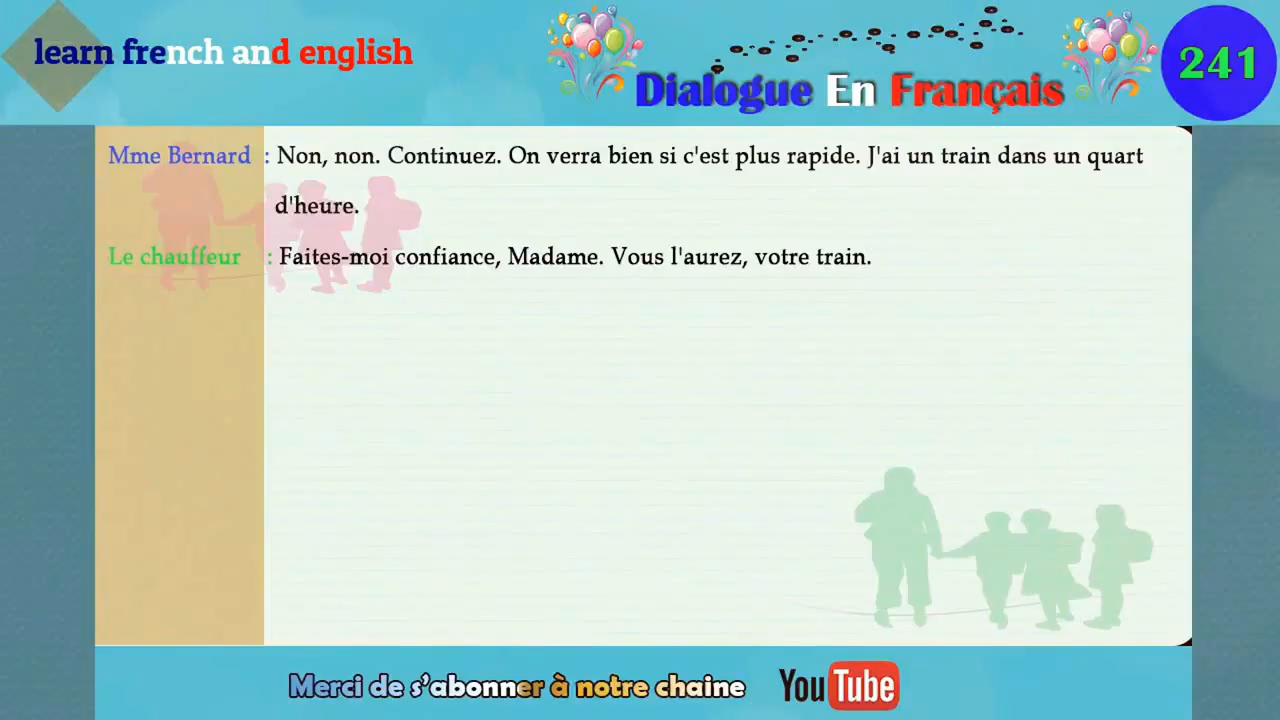 learn french and english
Dialogue En Français
241
Mme Bernard : Non, non. Continuez. On verra bien si c'est plus rapide. J'ai un train dans un quart
d'heure.
Le chauffeur : Faites-moi confiance, Madame. Vous l'aurez, votre train.
Merci de s'abonner à notre chaine YouTube